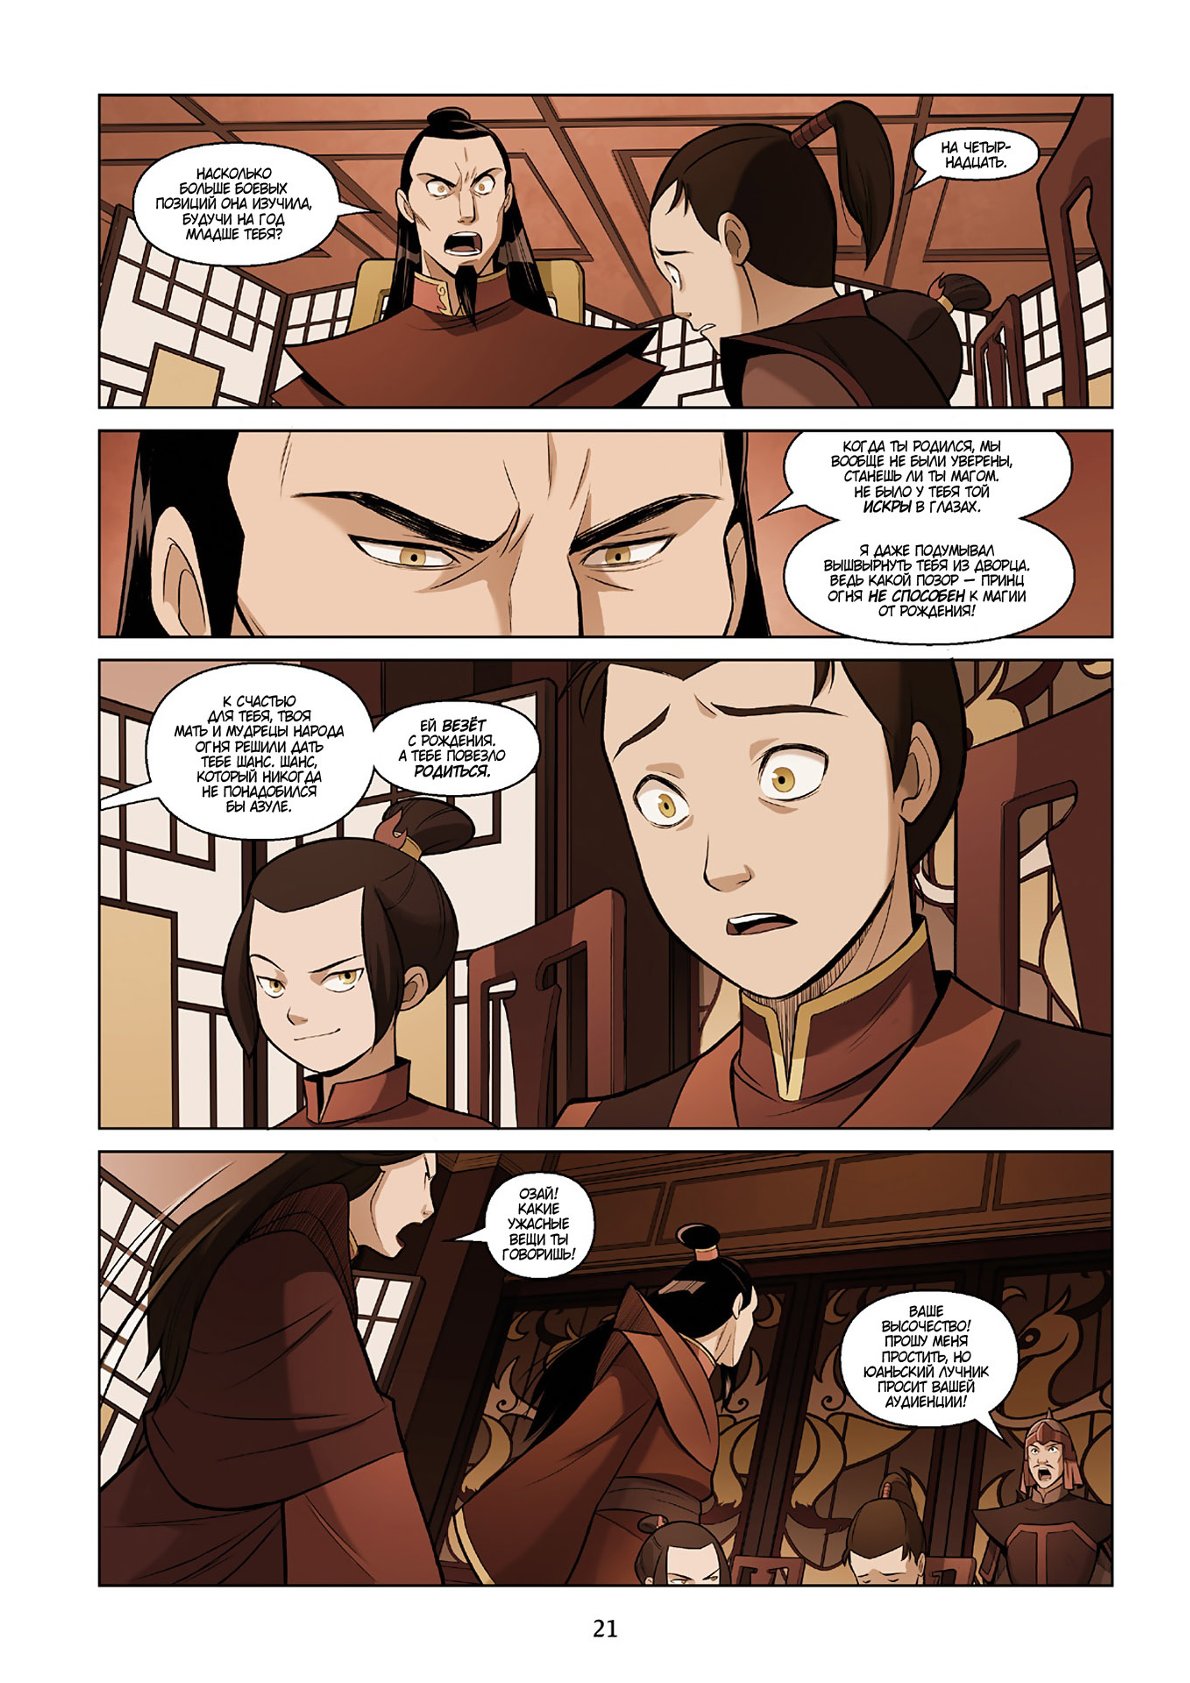 НАСКОЛЬКО
БОЛЬШЕ БОЕВЫХ
ПОЗИЦИЙ ОНА ИЗУЧИЛА,
БУДУЧИ НА ГОД
МЛАДШЕ ТЕБЯ?
НА ЧЕТЫР-
НАДЦАТЬ.
КОГДА ТЫ РОДИЛСЯ, МЫ
ВООБЩЕ НЕ БЫЛИ УВЕРЕНЫ,
СТАНЕШЬ ЛИ ТЫ МАГОМ.
НЕ БЫЛО У ТЕБЯ ТОЙ
ИСКРЫ В ГЛАЗАХ.
Я ДАЖЕ ПОДУМЫВАЛ
ВЫШВЫРНУТЬ ТЕБЯ ИЗ ДВОРЦА.
ВЕДЬ КАКОЙ ПОЗОР — ПРИНЦ
ОГНЯ НЕ СПОСОБЕН К МАГИИ
ОТ РОЖДЕНИЯ!
К СЧАСТЬЮ
ДЛЯ ТЕБЯ, ТВОЯ
МАТЬ И МУДРЕЦЫ НАРОДА
ОГНЯ РЕШИЛИ ДАТЬ
ТЕБЕ ШАНС. ШАНС,
КОТОРЫЙ НИКОГДА
НЕ ПОНАДОБИЛСЯ
БЫ АЗУЛЕ.
ЕЙ ВЕЗЁТ
С РОЖДЕНИЯ.
А ТЕБЕ ПОВЕЗЛО
РОДИТЬСЯ.
ОЗАЙ!
КАКИЕ
УЖАСНЫЕ
ВЕЩИ ТЫ
ГОВОРИШЬ!
ВАШЕ
ВЫСОЧЕСТВО!
ПРОШУ МЕНЯ
ПРОСТИТЬ, НО
ЮАНЬСКИЙ ЛУЧНИК
ПРОСИТ ВАШЕЙ
АУДИЕНЦИИ!
21